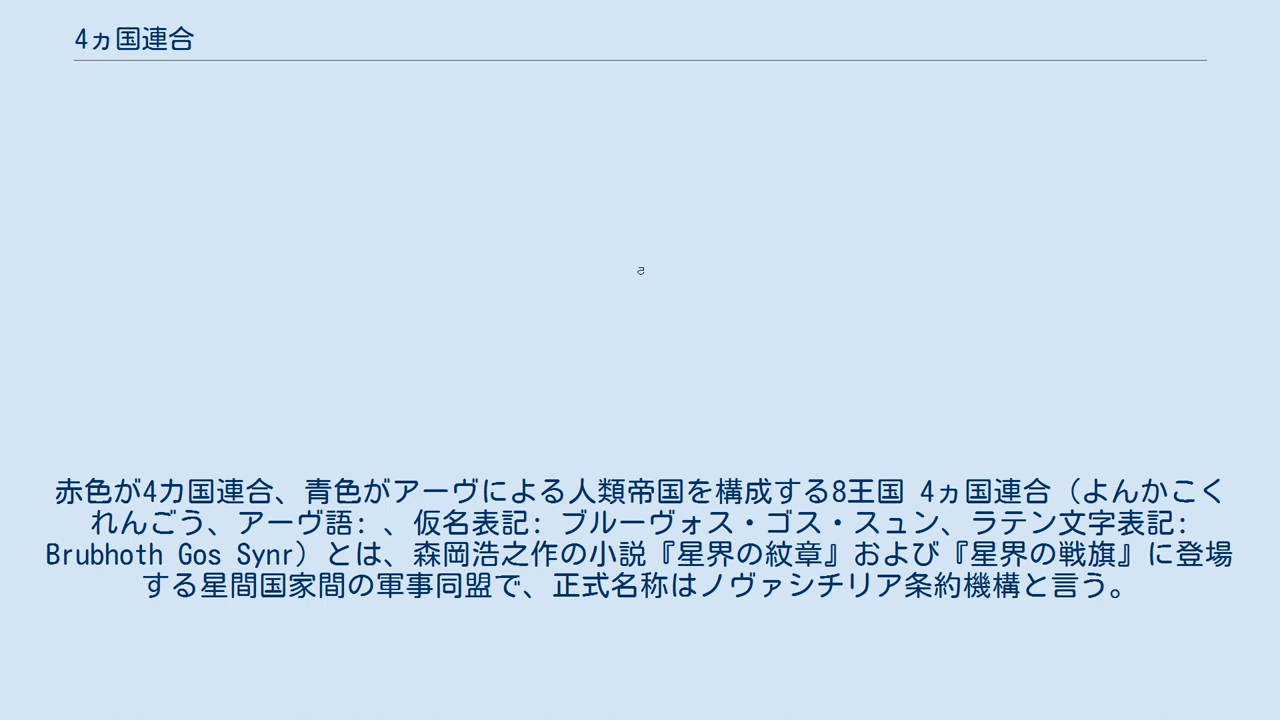 4ヵ国連合
赤色が4カ国連合、青色がアーヴによる人類帝国を構成する8王国 4ヵ国連合（よんかこく
れんごう、アーヴ語: 、仮名表記: ブルーヴォス・ゴス・スュン、ラテン文字表記:
Brubhoth Gos Synr）とは、森岡浩之作の小説『星界の紋章』および『星界の戦旗』に登場
する星間国家間の軍事同盟で、正式名称はノヴァシチリア条約機構と言う。